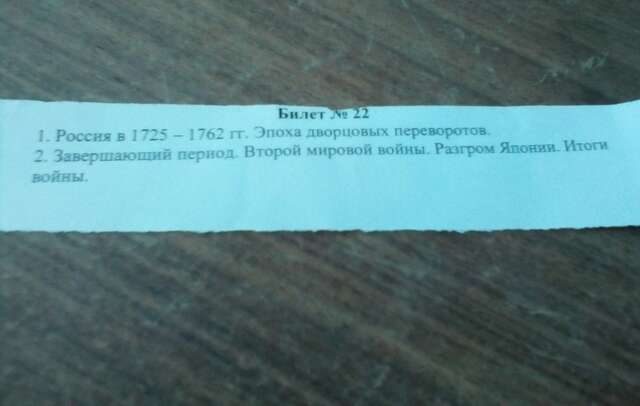 Билет № 22
1. Россия в 1725 – 1762 гг. Эпоха дворцовых переворотов.
2. Завершающий период. Второй мировой войны. Разгром Японии. Итоги
войны.